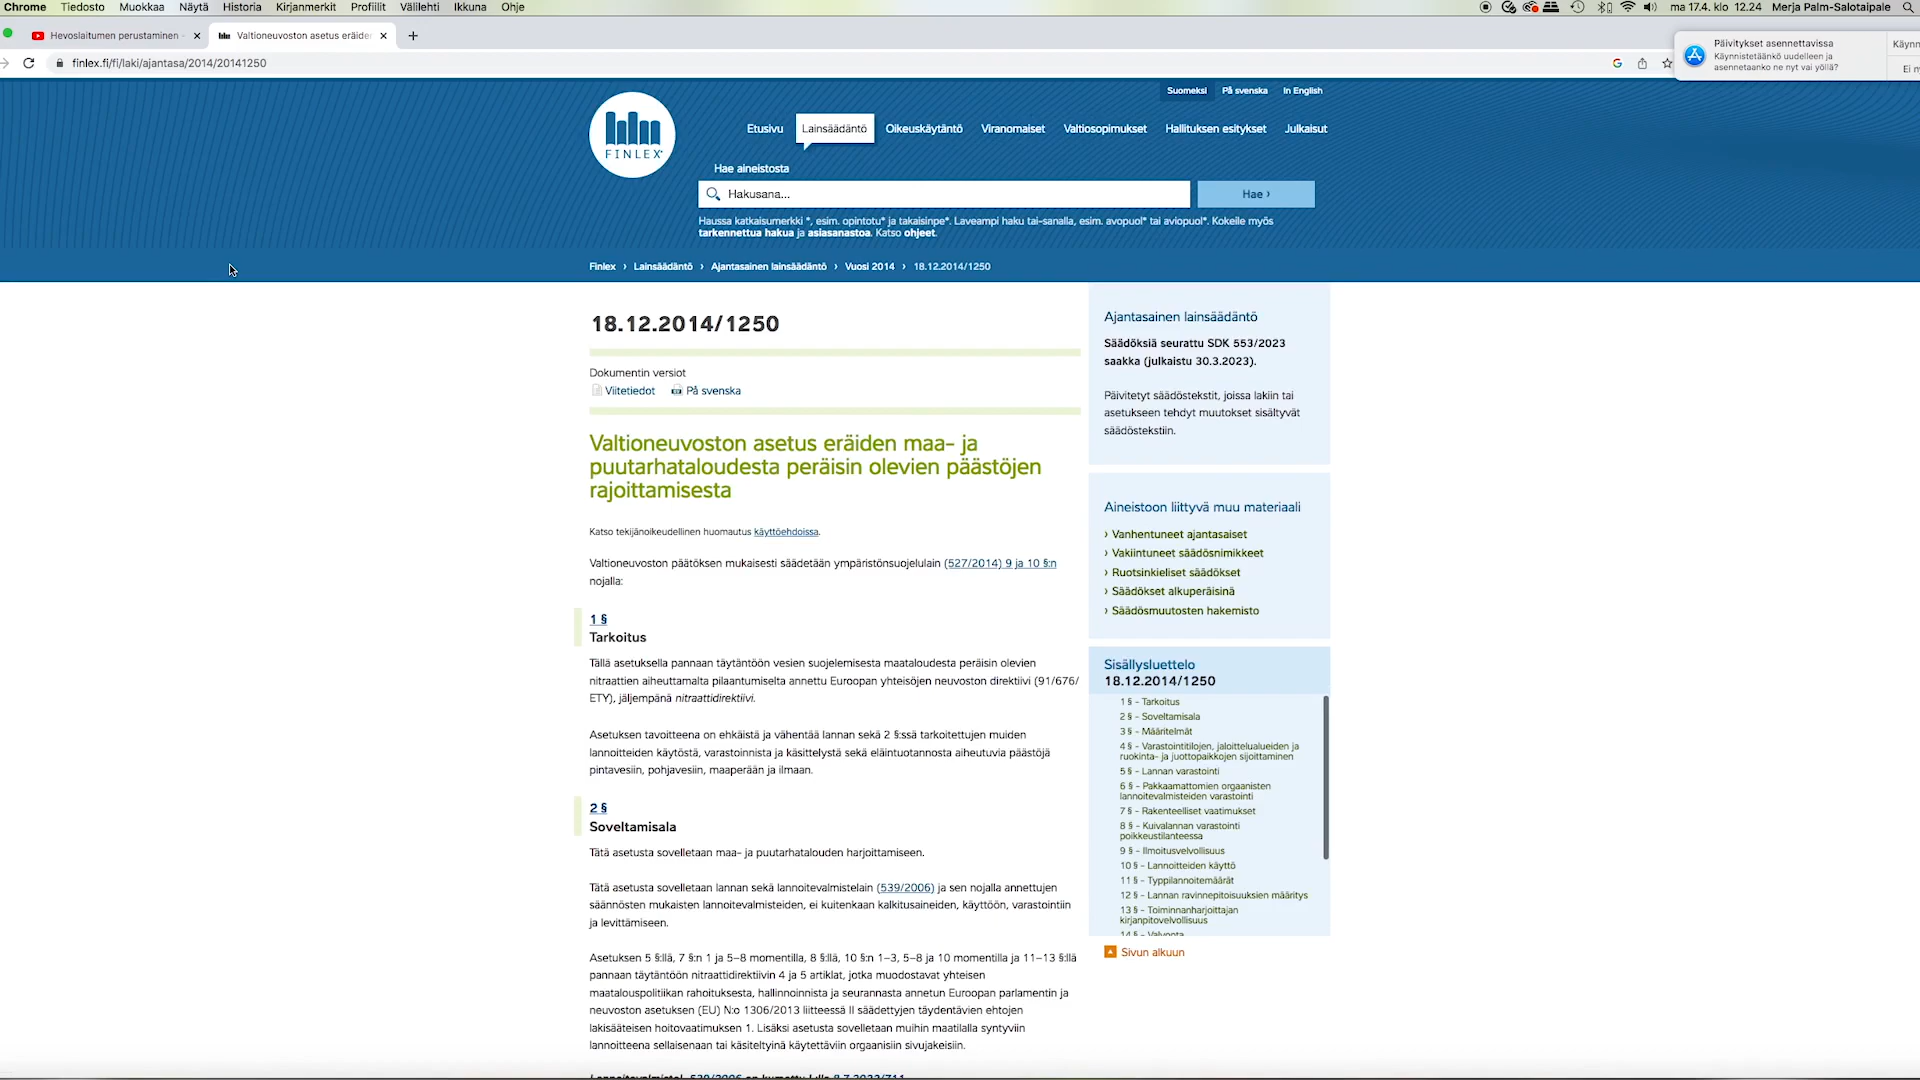 Chrome Tiedosto Muokkaa Näytä Historia Kirjanmerkit Profiilit Välilehti Ikkuna Ohje
ma 17.4. klo 12.24 Merja Palm-Salotaipale
Hevoslaitumen perustaminen -
Valtioneuvoston asetus eräide
finlex.fi/fi/laki/ajantasa/2014/20141250
Päivitykset asennettavissa
Käynnistetäänkö uudelleen ja
asennetaanko ne nyt vai yöllä?
Käynn
Ei n
Suomeksi På svenska In English
FINLEX
Etusivu Lainsäädäntö Oikeuskäytäntö Viranomaiset Valtiosopimukset Hallituksen esitykset Julkaisut
Hae aineistosta
Hakusana...
Hae ›
Haussa katkaisumerkki *, esim. opintotu* ja takaisinpe*. Laveampi haku tai-sanalla, esim. avopuol* tai aviopuol*. Kokeile myös
tarkennettua hakua ja asiasanastoa. Katso ohjeet.
Finlex › Lainsäädäntö › Ajantasainen lainsäädäntö › Vuosi 2014 › 18.12.2014/1250
18.12.2014/1250
Dokumentin versiot
Viitetiedot På svenska
Valtioneuvoston asetus eräiden maa- ja
puutarhataloudesta peräisin olevien päästöjen
rajoittamisesta
Katso tekijänoikeudellinen huomautus käyttöehdoissa.
Valtioneuvoston päätöksen mukaisesti säädetään ympäristönsuojelulain (527/2014) 9 ja 10 §:n
nojalla:
1 §
Tarkoitus
Tällä asetuksella pannaan täytäntöön vesien suojelemisesta maataloudesta peräisin olevien
nitraattien aiheuttamalta pilaantumiselta annettu Euroopan yhteisöjen neuvoston direktiivi (91/676/
ETY), jäljempänä nitraattidirektiivi.
Asetuksen tavoitteena on ehkäistä ja vähentää lannan sekä 2 §:ssä tarkoitettujen muiden
lannoitteiden käytöstä, varastoinnista ja käsittelystä sekä eläintuotannosta aiheutuvia päästöjä
pintavesiin, pohjavesiin, maaperään ja ilmaan.
2 §
Soveltamisala
Tätä asetusta sovelletaan maa- ja puutarhatalouden harjoittamiseen.
Tätä asetusta sovelletaan lannan sekä lannoitevalmistelain (539/2006) ja sen nojalla annettujen
säännösten mukaisten lannoitevalmisteiden, ei kuitenkaan kalkitusaineiden, käyttöön, varastointiin
ja levittämiseen.
Asetuksen 5 §:llä, 7 §:n 1 ja 5–8 momentilla, 8 §:llä, 10 §:n 1–3, 5–8 ja 10 momentilla ja 11–13 §:llä
pannaan täytäntöön nitraattidirektiivin 4 ja 5 artiklat, jotka muodostavat yhteisen
maatalouspolitiikan rahoituksesta, hallinnoinnista ja seurannasta annetun Euroopan parlamentin ja
neuvoston asetuksen (EU) N:o 1306/2013 liitteessä II säädettyjen täydentävien ehtojen
lakisääteisen hoitovaatimuksen 1. Lisäksi asetusta sovelletaan muihin maatilalla syntyviin
lannoitteena sellaisenaan tai käsiteltyinä käytettäviin orgaanisiin sivujakeisiin.
Ajantasainen lainsäädäntö
Säädöksiä seurattu SDK 553/2023
saakka (julkaistu 30.3.2023).
Päivitetyt säädöstekstit, joissa lakiin tai
asetukseen tehdyt muutokset sisältyvät
säädöstekstiin.
Aineistoon liittyvä muu materiaali
› Vanhentuneet ajantasaiset
› Vakiintuneet säädösnimikkeet
› Ruotsinkieliset säädökset
› Säädökset alkuperäisinä
› Säädösmuutosten hakemisto
Sisällysluettelo
18.12.2014/1250
1 § - Tarkoitus
2 § - Soveltamisala
3 § - Määritelmät
4 § - Varastointitilojen, jaloittelualueiden ja
ruokinta- ja juottopaikkojen sijoittaminen
5 § - Lannan varastointi
6 § - Pakkaamattomien orgaanisten
lannoitevalmisteiden varastointi
7 § - Rakenteelliset vaatimukset
8 § - Kuivalannan varastointi
poikkeustilanteessa
9 § - Ilmoitusvelvollisuus
10 § - Lannoitteiden käyttö
11 § - Typpilannoitemäärät
12 § - Lannan ravinnepitoisuuksien määritys
13 § - Toiminnanharjoittajan
kirjanpitovelvollisuus
14 § - Valvonta
Sivun alkuun